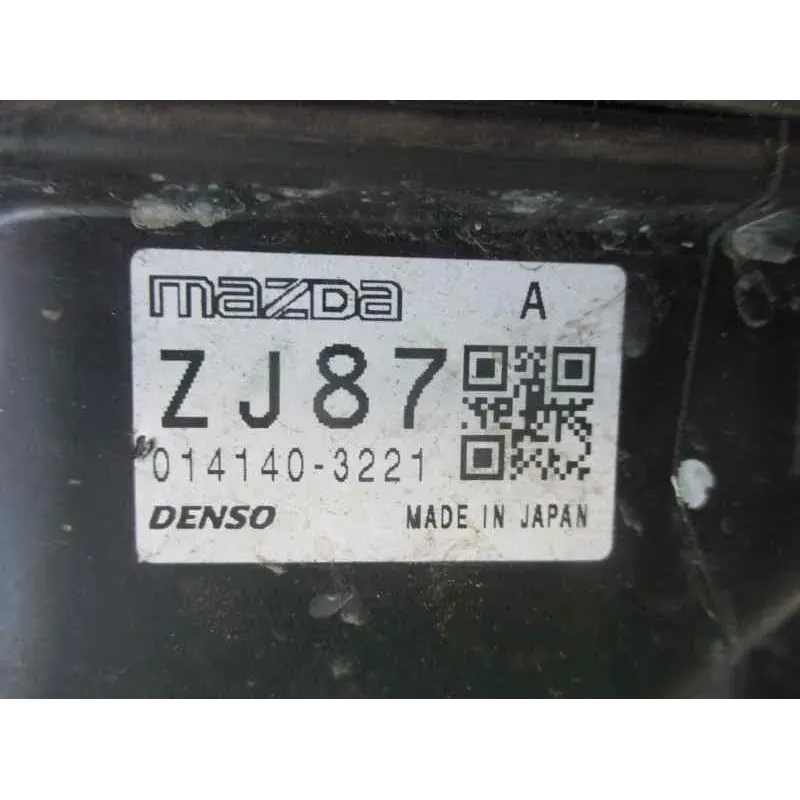 mazda A
ZJ87
014140-3221
DENSO MADE IN JAPAN